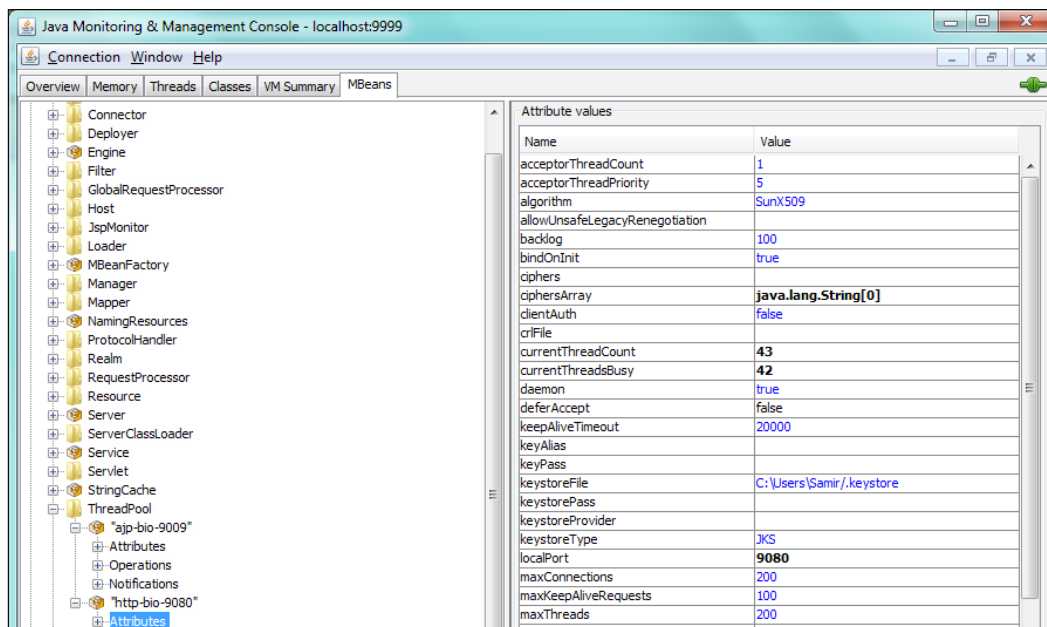 Java Monitoring & Management Console - localhost:9999
Connection Window Help
Overview Memory Threads Classes VM Summary MBeans
Connector
Deployer
Engine
Filter
GlobalRequestProcessor
Host
JspMonitor
Loader
MBeanFactory
Manager
Mapper
NamingResources
ProtocolHandler
Realm
RequestProcessor
Resource
Server
ServerClassLoader
Service
Servlet
StringCache
ThreadPool
"ajp-bio-9009"
Attributes
Operations
Notifications
"http-bio-9080"
Attributes
Attribute values
Name Value
acceptorThreadCount 1
acceptorThreadPriority 5
algorithm SunX509
allowUnsafeLegacyRenegotiation
backlog 100
bindOnInit true
ciphers
ciphersArray java.lang.String[0]
clientAuth false
crlFile
currentThreadCount 43
currentThreadsBusy 42
daemon true
deferAccept false
keepAliveTimeout 20000
keyAlias
keyPass
keystoreFile C:\Users\Samir/.keystore
keystorePass
keystoreProvider
keystoreType JKS
localPort 9080
maxConnections 200
maxKeepAliveRequests 100
maxThreads 200